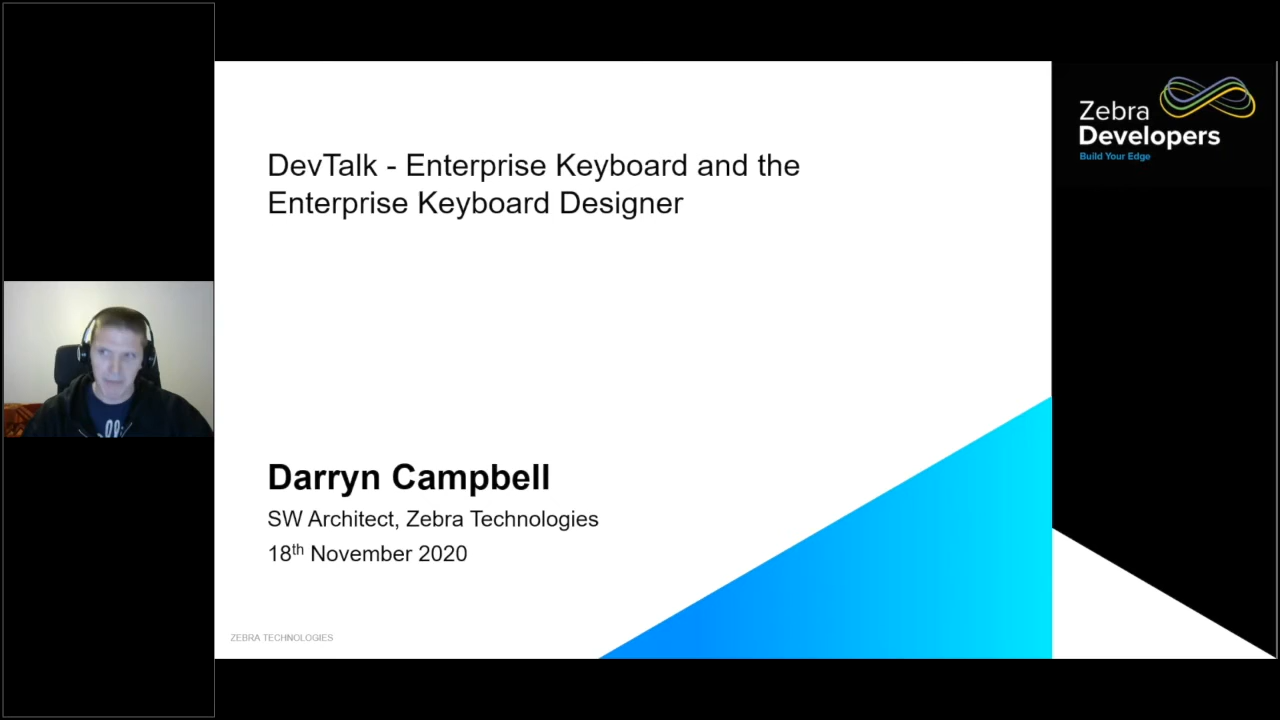 DevTalk - Enterprise Keyboard and the
Enterprise Keyboard Designer
Darryn Campbell
SW Architect, Zebra Technologies
18th November 2020
ZEBRA TECHNOLOGIES
Zebra
Developers
Build Your Edge